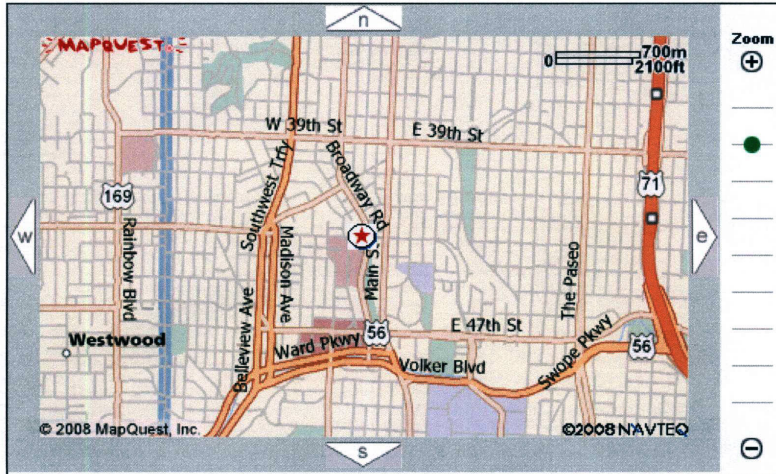 n
MAPQUEST
Zoom
700m
0
2100ft
W 39th St
E 39th St
Southwest Trfy
Broadway Rd
169
71
w
e
Rainbow Blvd
Madison Ave
Main S
The Paseo
Belleview Ave
Westwood
56
E 47th St
Ward Pkwy
Volker Blvd
Swope Pkwy
56
© 2008 MapQuest, Inc.
©2008 NAVTEQ
s